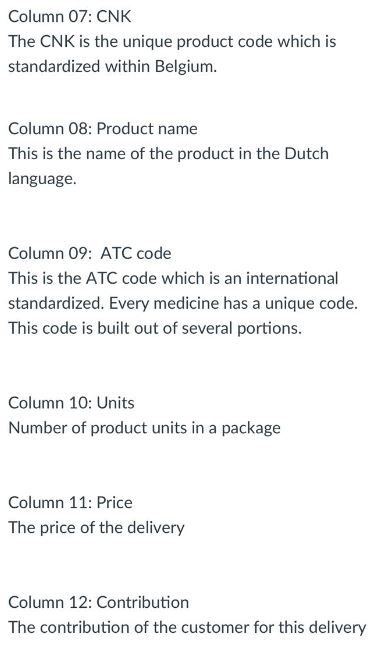 Column 07: CNK
The CNK is the unique product code which is
standardized within Belgium.
Column 08: Product name
This is the name of the product in the Dutch
language.
Column 09:  ATC code
This is the ATC code which is an international
standardized. Every medicine has a unique code.
This code is built out of several portions.
Column 10: Units
Number of product units in a package
Column 11: Price
The price of the delivery
Column 12: Contribution
The contribution of the customer for this delivery